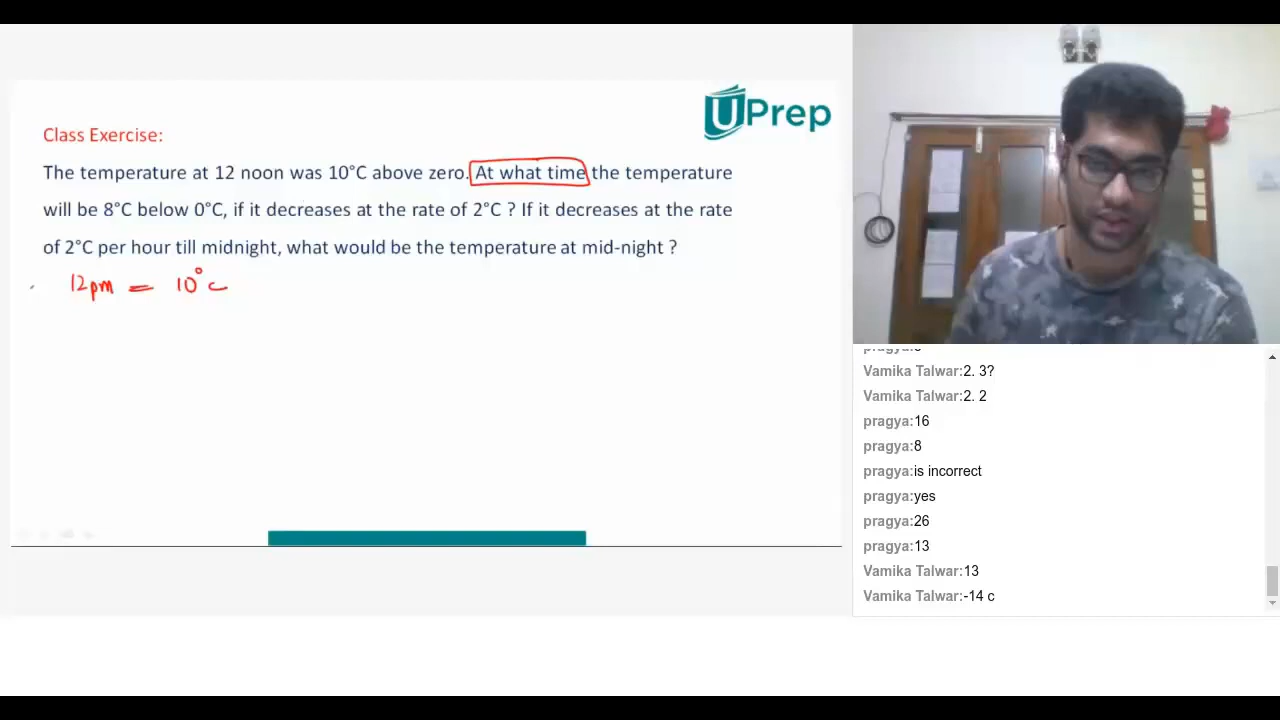 UPrep
Class Exercise:
The temperature at 12 noon was 10°C above zero. At what time the temperature
will be 8°C below 0°C, if it decreases at the rate of 2°C ? If it decreases at the rate
of 2°C per hour till midnight, what would be the temperature at mid-night ?
12pm = 10°C
Vamika Talwar:2. 3?
Vamika Talwar:2. 2
pragya:16
pragya:8
pragya:is incorrect
pragya:yes
pragya:26
pragya:13
Vamika Talwar:13
Vamika Talwar:-14 c